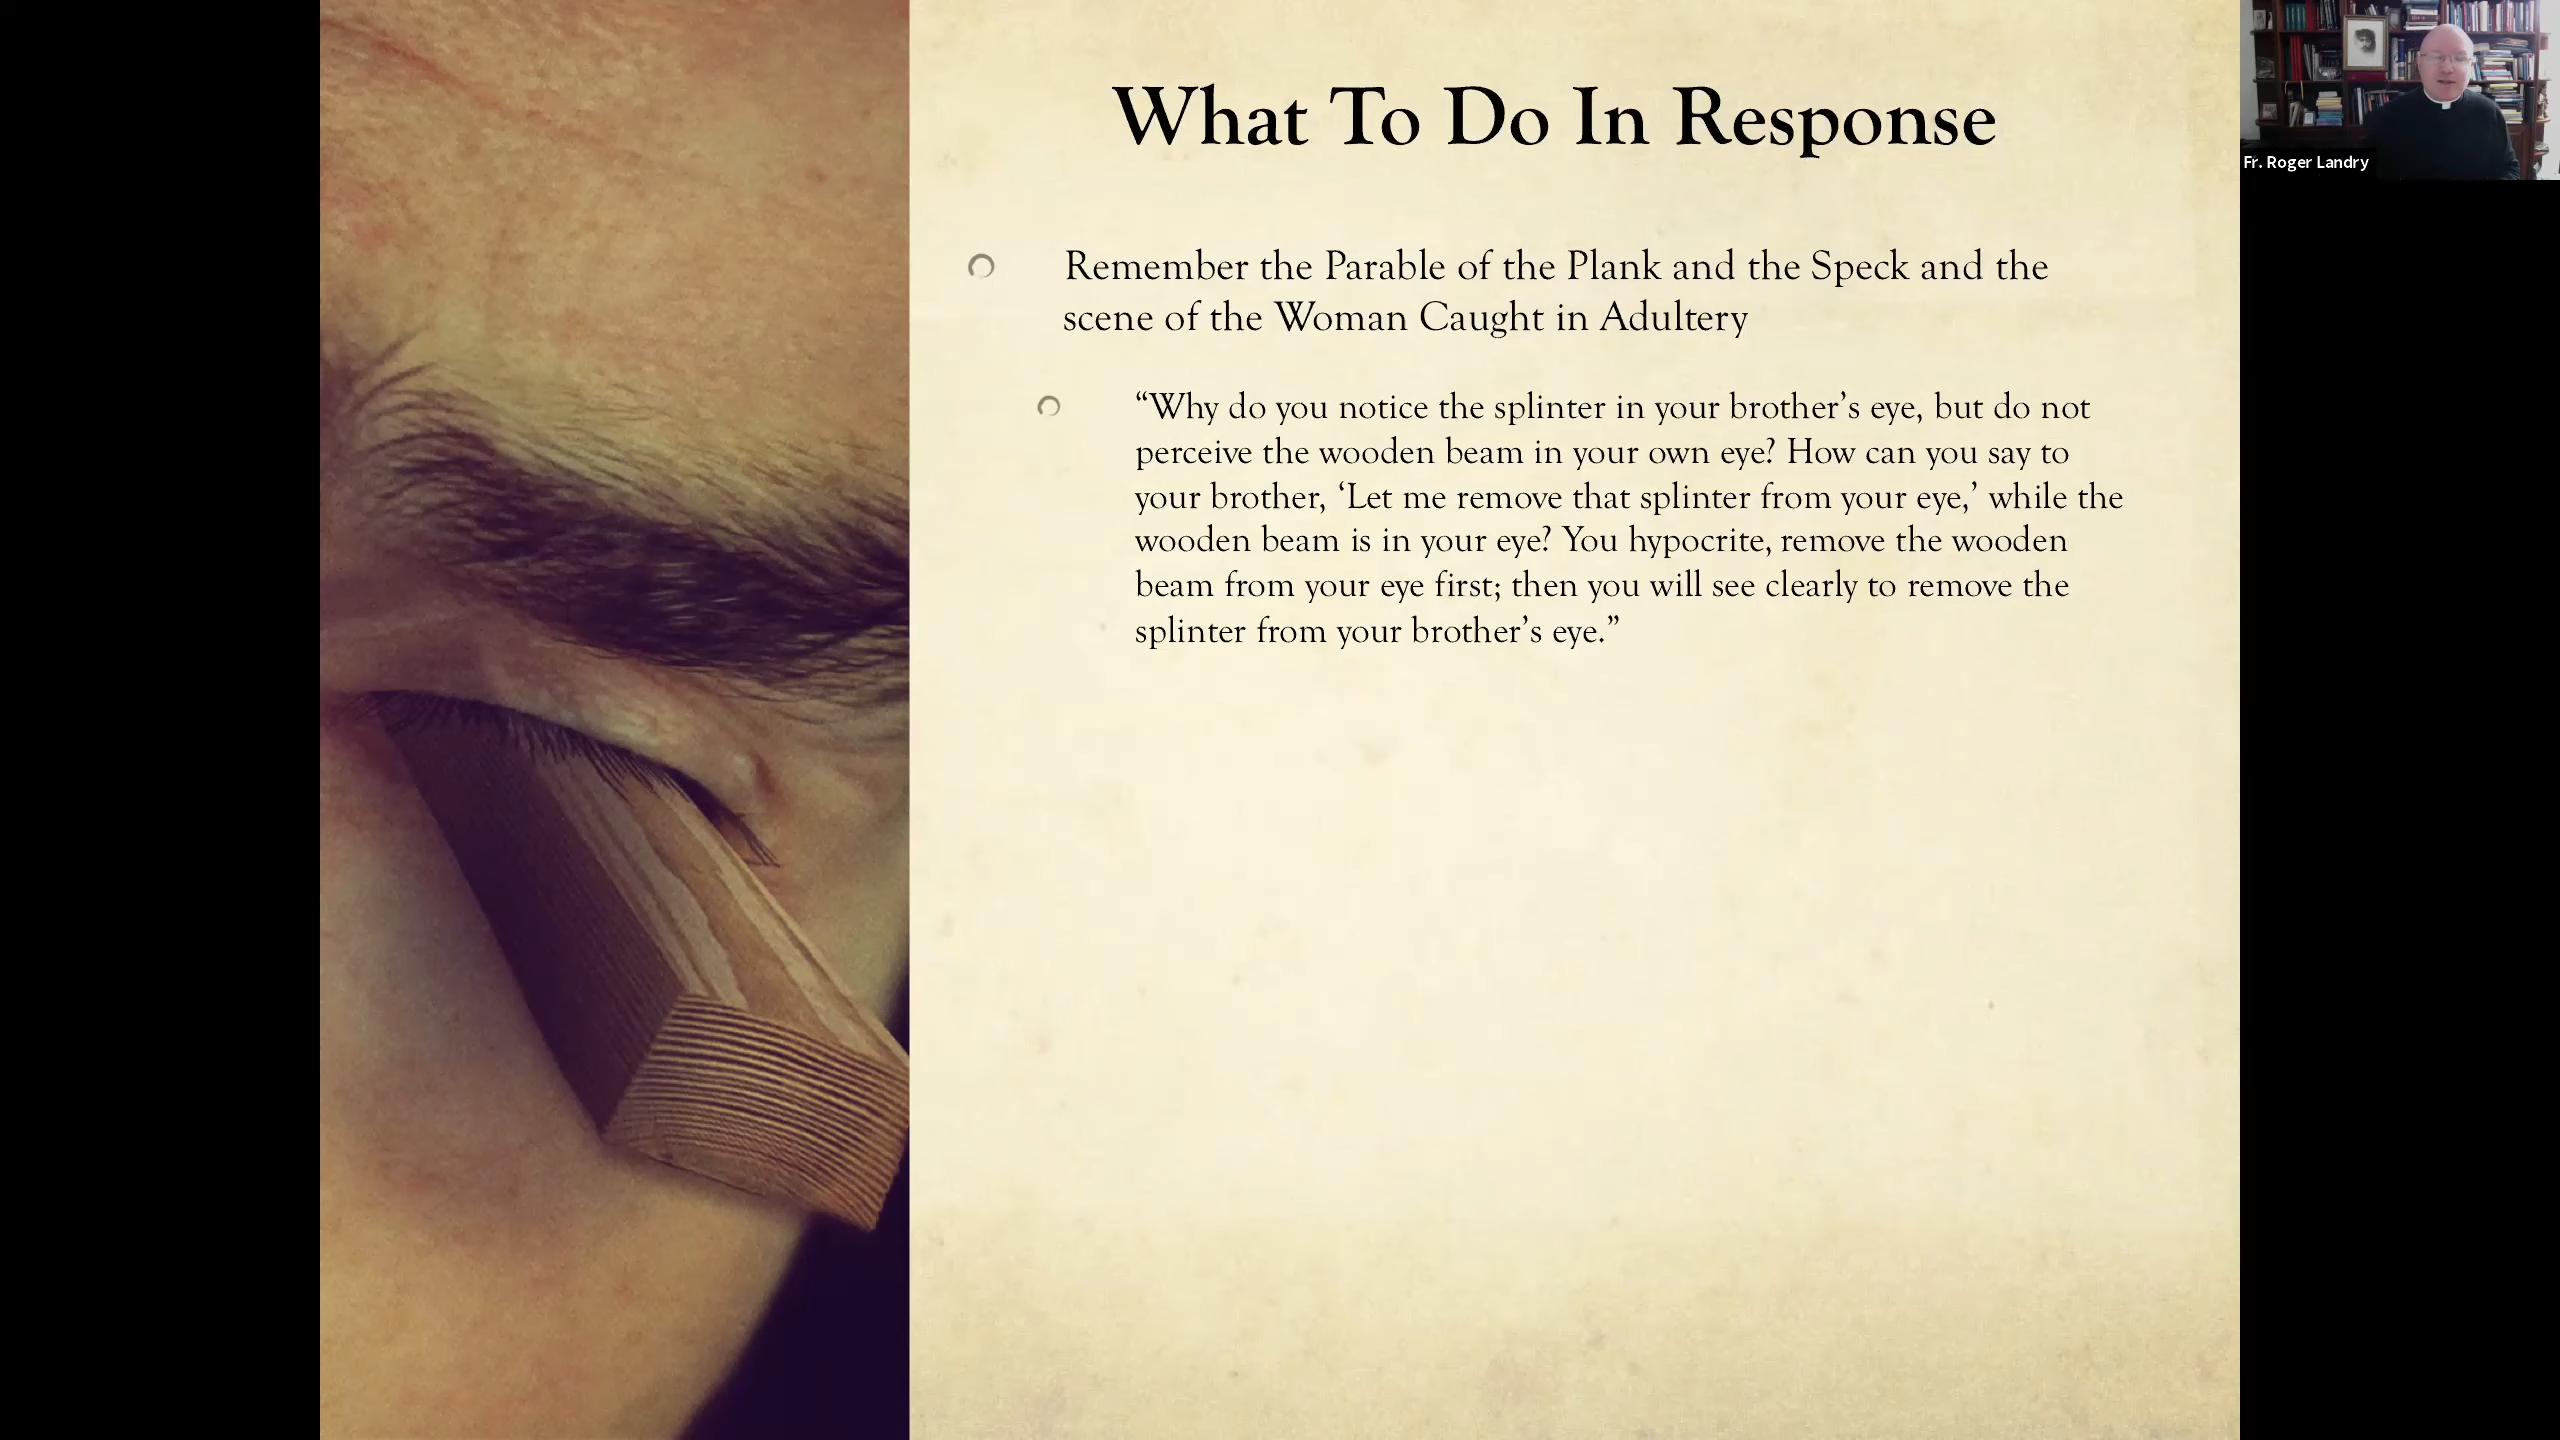 What To Do In Response
Fr. Roger Landry
Remember the Parable of the Plank and the Speck and the
scene of the Woman Caught in Adultery
“Why do you notice the splinter in your brother’s eye, but do not
perceive the wooden beam in your own eye? How can you say to
your brother, ‘Let me remove that splinter from your eye,’ while the
wooden beam is in your eye? You hypocrite, remove the wooden
beam from your eye first; then you will see clearly to remove the
splinter from your brother’s eye.”